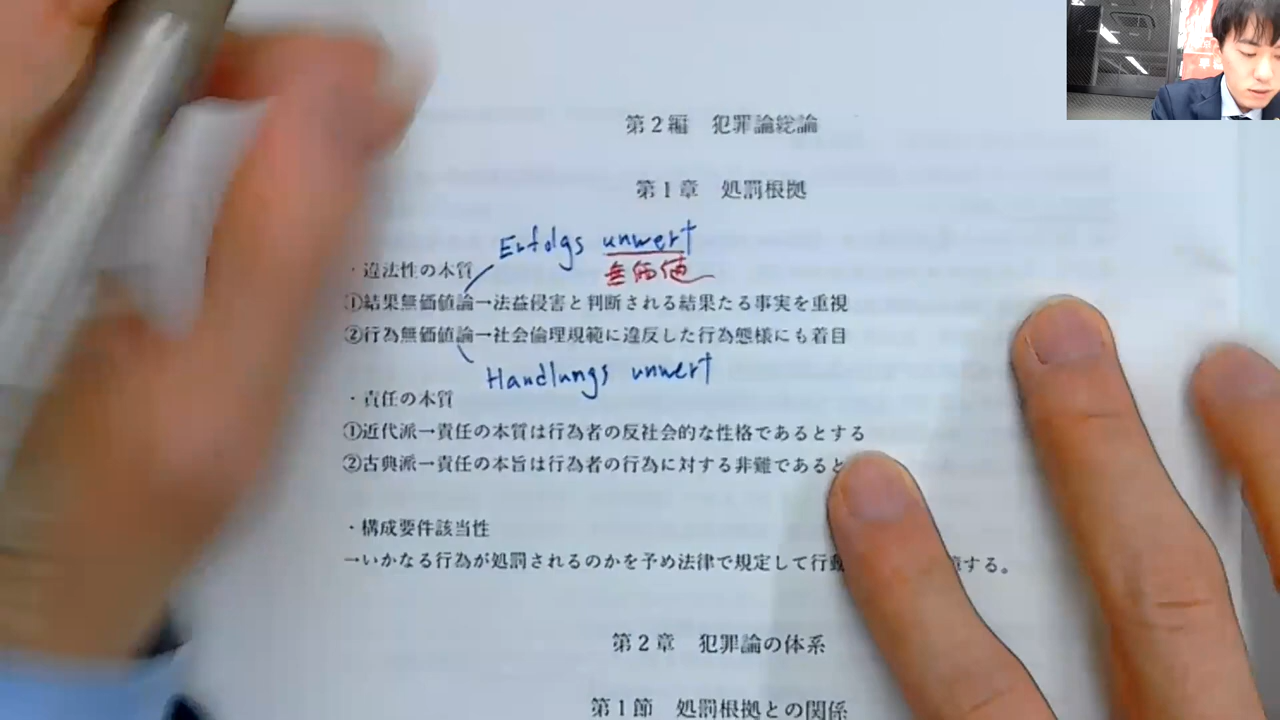 第2編 犯罪論総論
第1章 処罰根拠
Erfolgs unwert
・違法性の本質
無価値
①結果無価値論→法益侵害と判断される結果たる事実を重視
②行為無価値論→社会倫理規範に違反した行為態様にも着目
Handlungs unwert
・責任の本質
①近代派→責任の本質は行為者の反社会的な性格であるとする
②古典派→責任の本旨は行為者の行為に対する非難であると
・構成要件該当性
→いかなる行為が処罰されるのかを予め法律で規定して行動 する。
第2章 犯罪論の体系
第1節 処罰根拠との関係